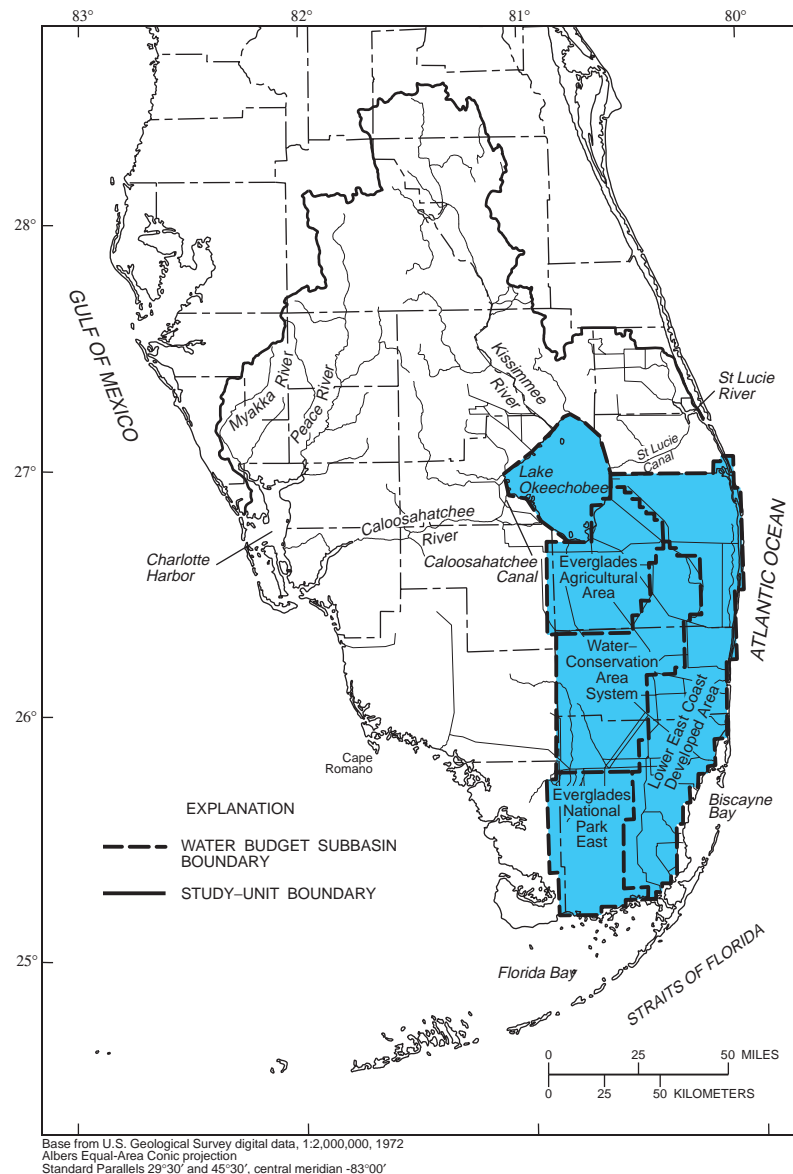 83°
82°
81°
80°
28°
27°
26°
25°
GULF OF MEXICO
Myakka River
Peace River
Kissimmee
River
St Lucie
River
St Lucie
Canal
Lake
Okeechobee
Caloosahatchee
River
Charlotte
Harbor
Caloosahatchee
Canal
Everglades
Agricultural
Area
ATLANTIC OCEAN
Water–
Conservation
Area
System
Lower East Coast
Developed Area
Cape
Romano
Everglades
National
Park
East
Biscayne
Bay
EXPLANATION
WATER BUDGET SUBBASIN
BOUNDARY
STUDY–UNIT BOUNDARY
Florida Bay
STRAITS OF FLORIDA
0 25 50 MILES
0 25 50 KILOMETERS
Base from U.S. Geological Survey digital data, 1:2,000,000, 1972
Albers Equal-Area Conic projection
Standard Parallels 29°30′ and 45°30′, central meridian -83°00′